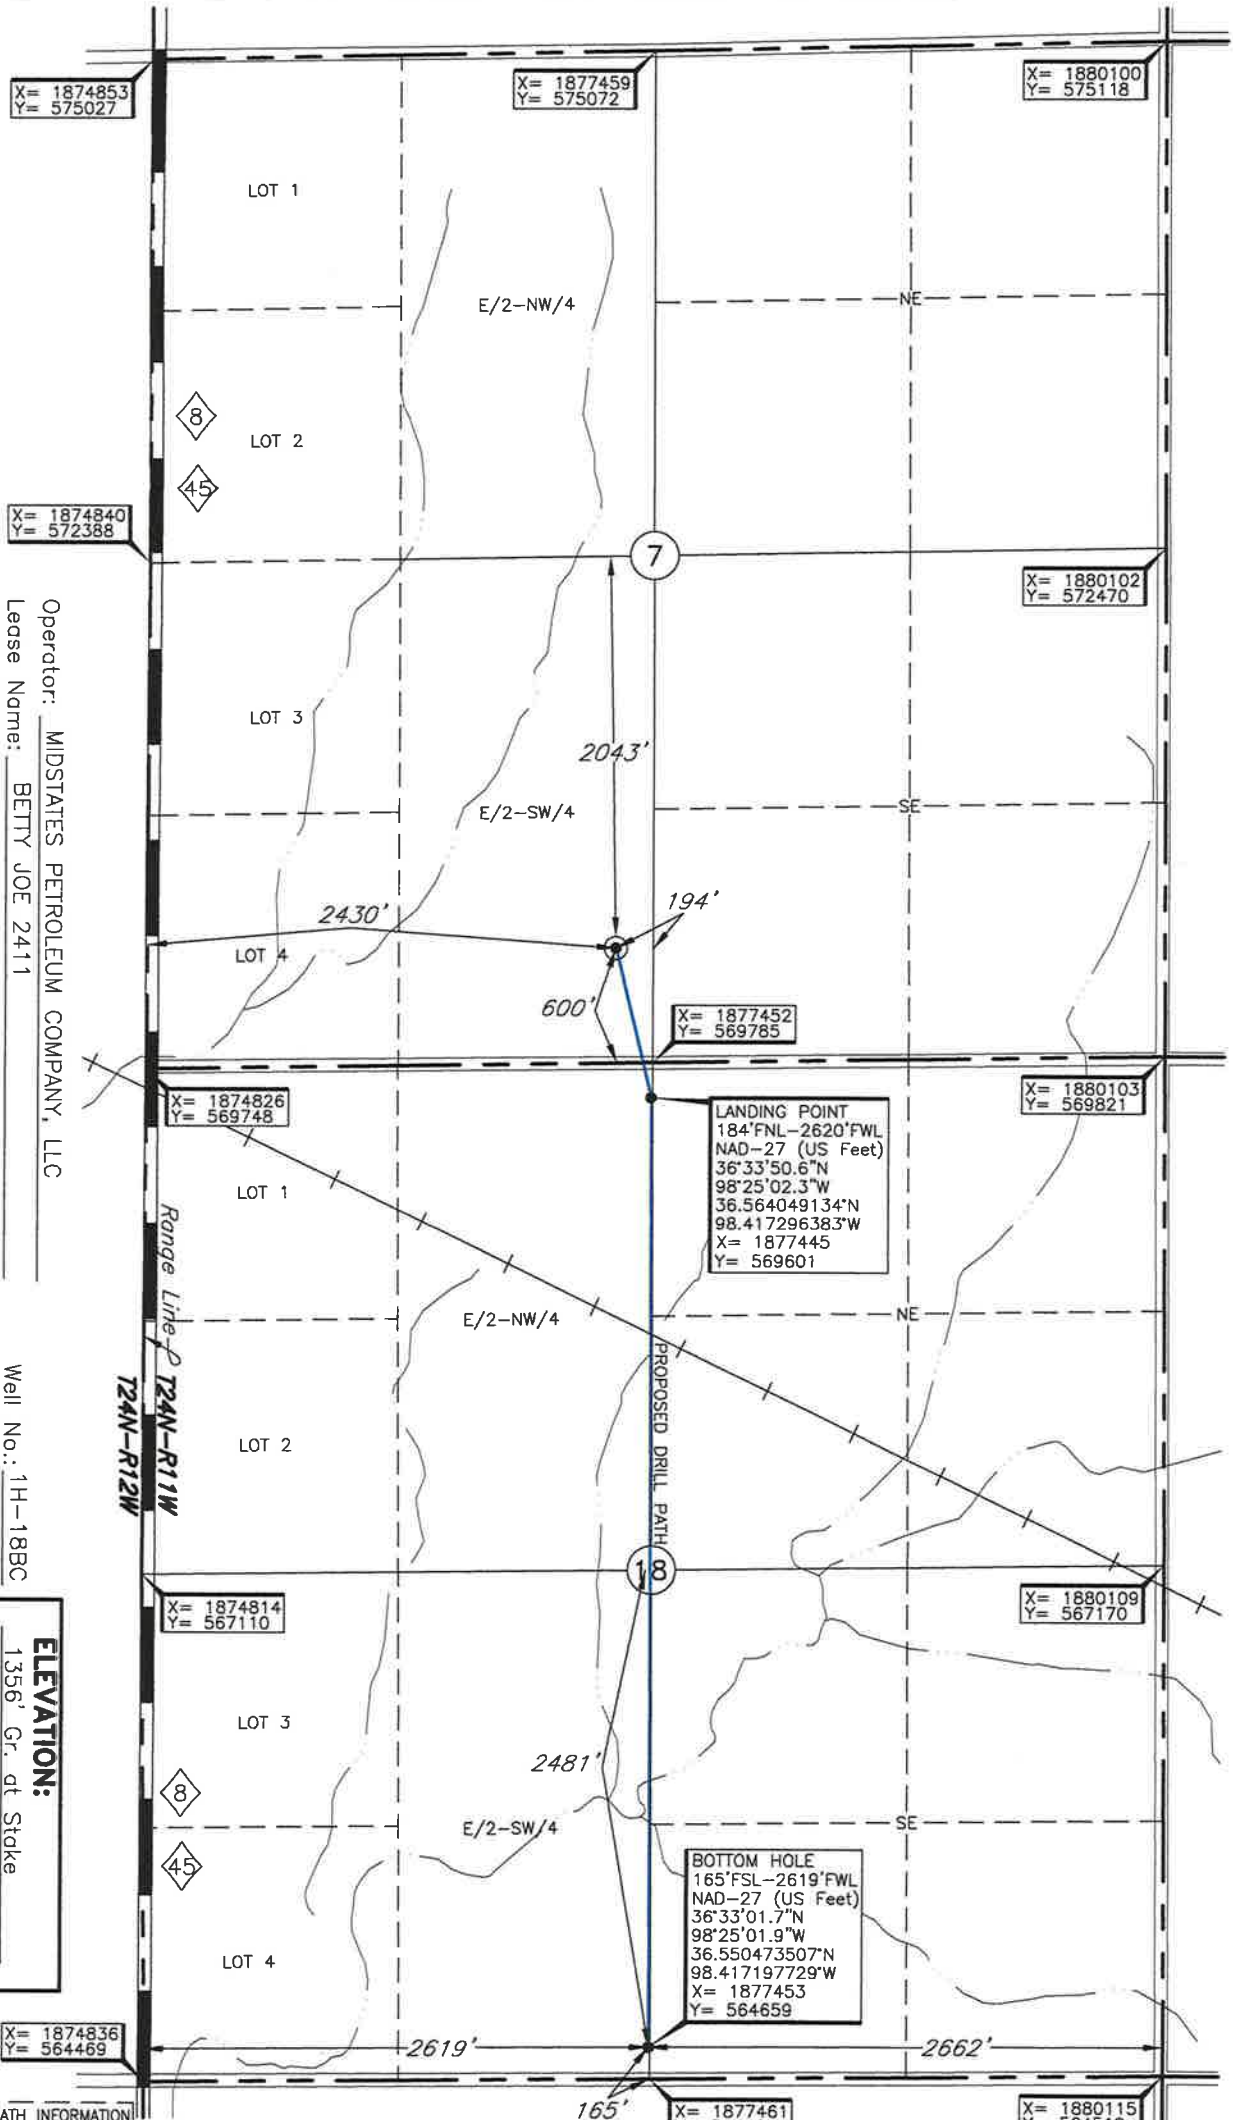 X= 1874853
Y= 575027
X= 1877459
Y= 575072
X= 1880100
Y= 575118
LOT 1
E/2-NW/4
NE
8
LOT 2
45
X= 1874840
Y= 572388
7
X= 1880102
Y= 572470
LOT 3
2043'
E/2-SW/4
SE
2430'
194'
LOT 4
600'
X= 1877452
Y= 569785
X= 1874826
Y= 569748
X= 1880103
Y= 569821
LANDING POINT
184'FNL-2620'FWL
NAD-27 (US Feet)
36°33'50.6"N
98°25'02.3"W
36.564049134°N
98.417296383°W
X= 1877445
Y= 569601
Operator: MIDSTATES PETROLEUM COMPANY, LLC
Lease Name: BETTY JOE 2411
Well No.: 1H-18BC
LOT 1
Range Line
T24N-R11W
T24N-R12W
E/2-NW/4
NE
PROPOSED DRILL PATH
LOT 2
18
X= 1874814
Y= 567110
X= 1880109
Y= 567170
ELEVATION:
1356' Gr. at Stake
LOT 3
2481'
8
E/2-SW/4
SE
45
BOTTOM HOLE
165'FSL-2619'FWL
NAD-27 (US Feet)
36°33'01.7"N
98°25'01.9"W
36.550473507°N
98.417197729°W
X= 1877453
Y= 564659
LOT 4
X= 1874836
Y= 564469
2619'
2662'
165'
X= 1877461
X= 1880115
ATH INFORMATION